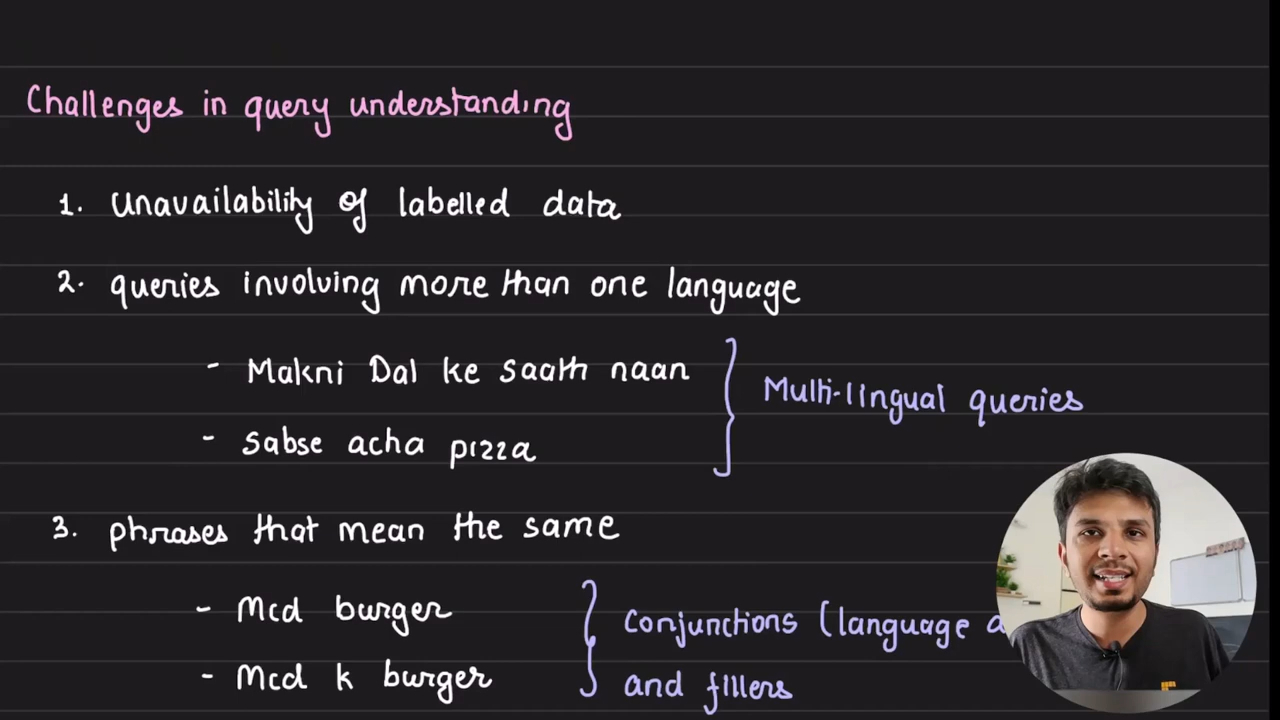 Challenges in query understanding
1. unavailability of labelled data
2. queries involving more than one language
- Makni Dal ke saath naan
- sabse acha pizza
Multi-lingual queries
3. phrases that mean the same
- Mcd burger
- Mcd k burger
conjunctions (language
and fillers